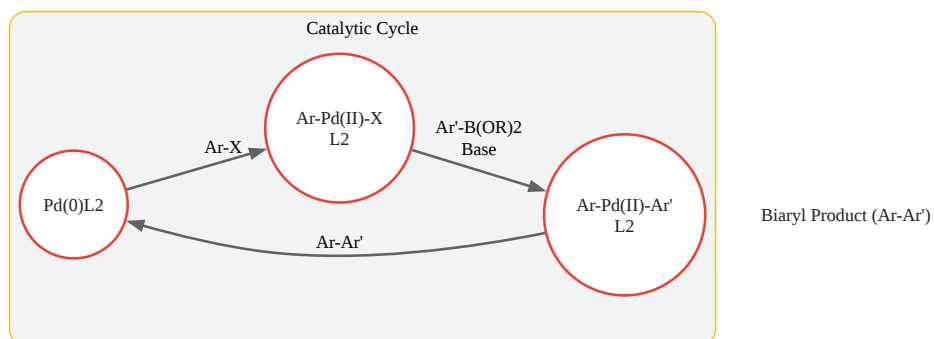 Catalytic Cycle
Ar-Pd(II)-X
L2
Ar'-B(OR)2
Base
Ar-X
Pd(0)L2
Ar-Pd(II)-Ar'
L2
Biaryl Product (Ar-Ar')
Ar-Ar'